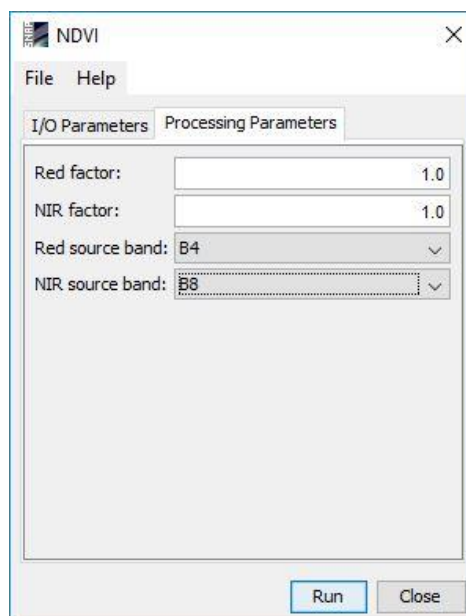 NDVI
File Help
I/O Parameters Processing Parameters
Red factor: 1.0
NIR factor: 1.0
Red source band: B4
NIR source band: B8
Run Close